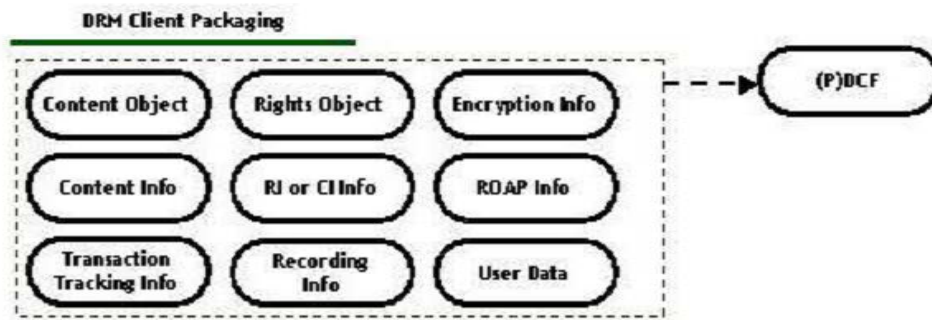 DRM Client Packaging
Content Object
Rights Object
Encryption Info
(P)DCF
Content Info
RI or CI Info
ROAP Info
Transaction
Tracking Info
Recording
Info
User Data